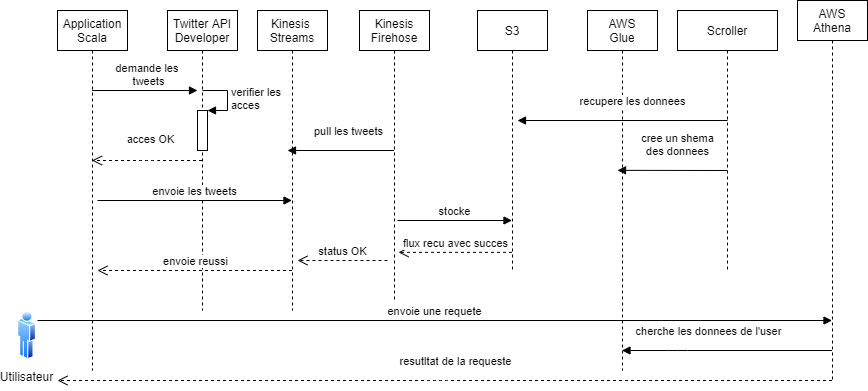 Application
Scala
Twitter API
Developer
Kinesis
Streams
Kinesis
Firehose
S3
AWS
Glue
Scroller
AWS
Athena
demande les
tweets
verifier les
acces
recupere les donnees
acces OK
pull les tweets
cree un shema
des donnees
envoie les tweets
stocke
flux recu avec succes
status OK
envoie reussi
envoie une requete
cherche les donnees de l'user
resutltat de la requeste
Utilisateur